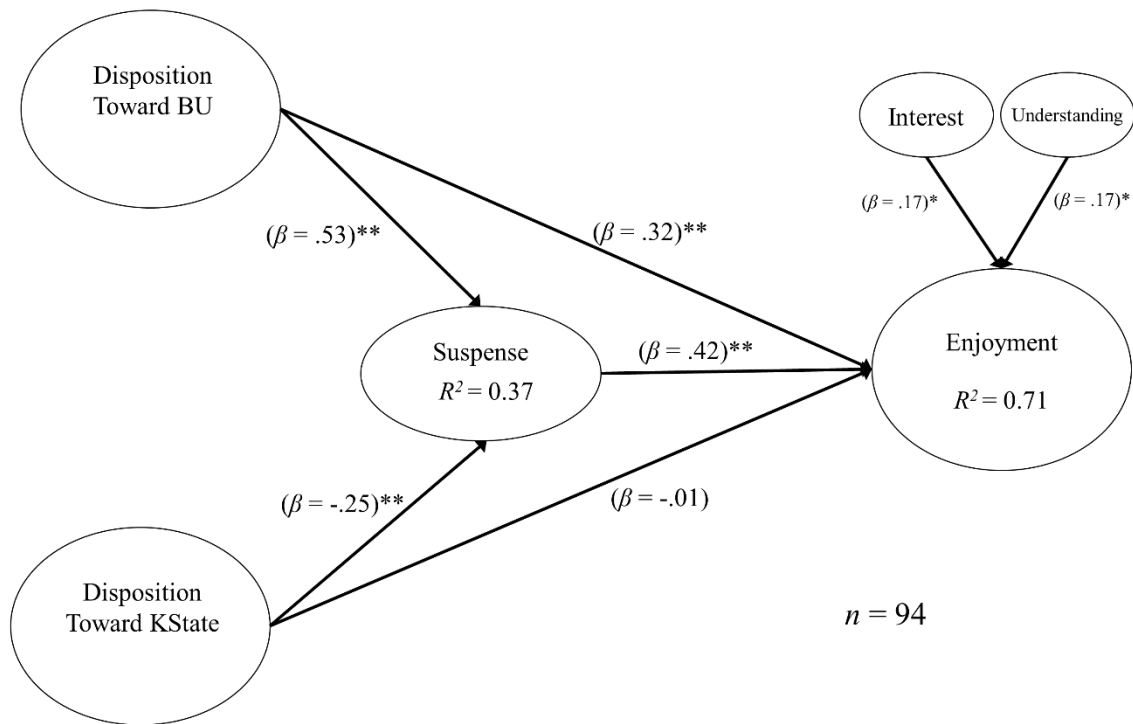 Disposition
Toward BU
Interest
Understanding
(β = .17)*
(β = .17)*
(β = .53)**
(β = .32)**
Suspense
R² = 0.37
(β = .42)**
Enjoyment
R² = 0.71
(β = -.25)**
(β = -.01)
Disposition
Toward KState
n = 94